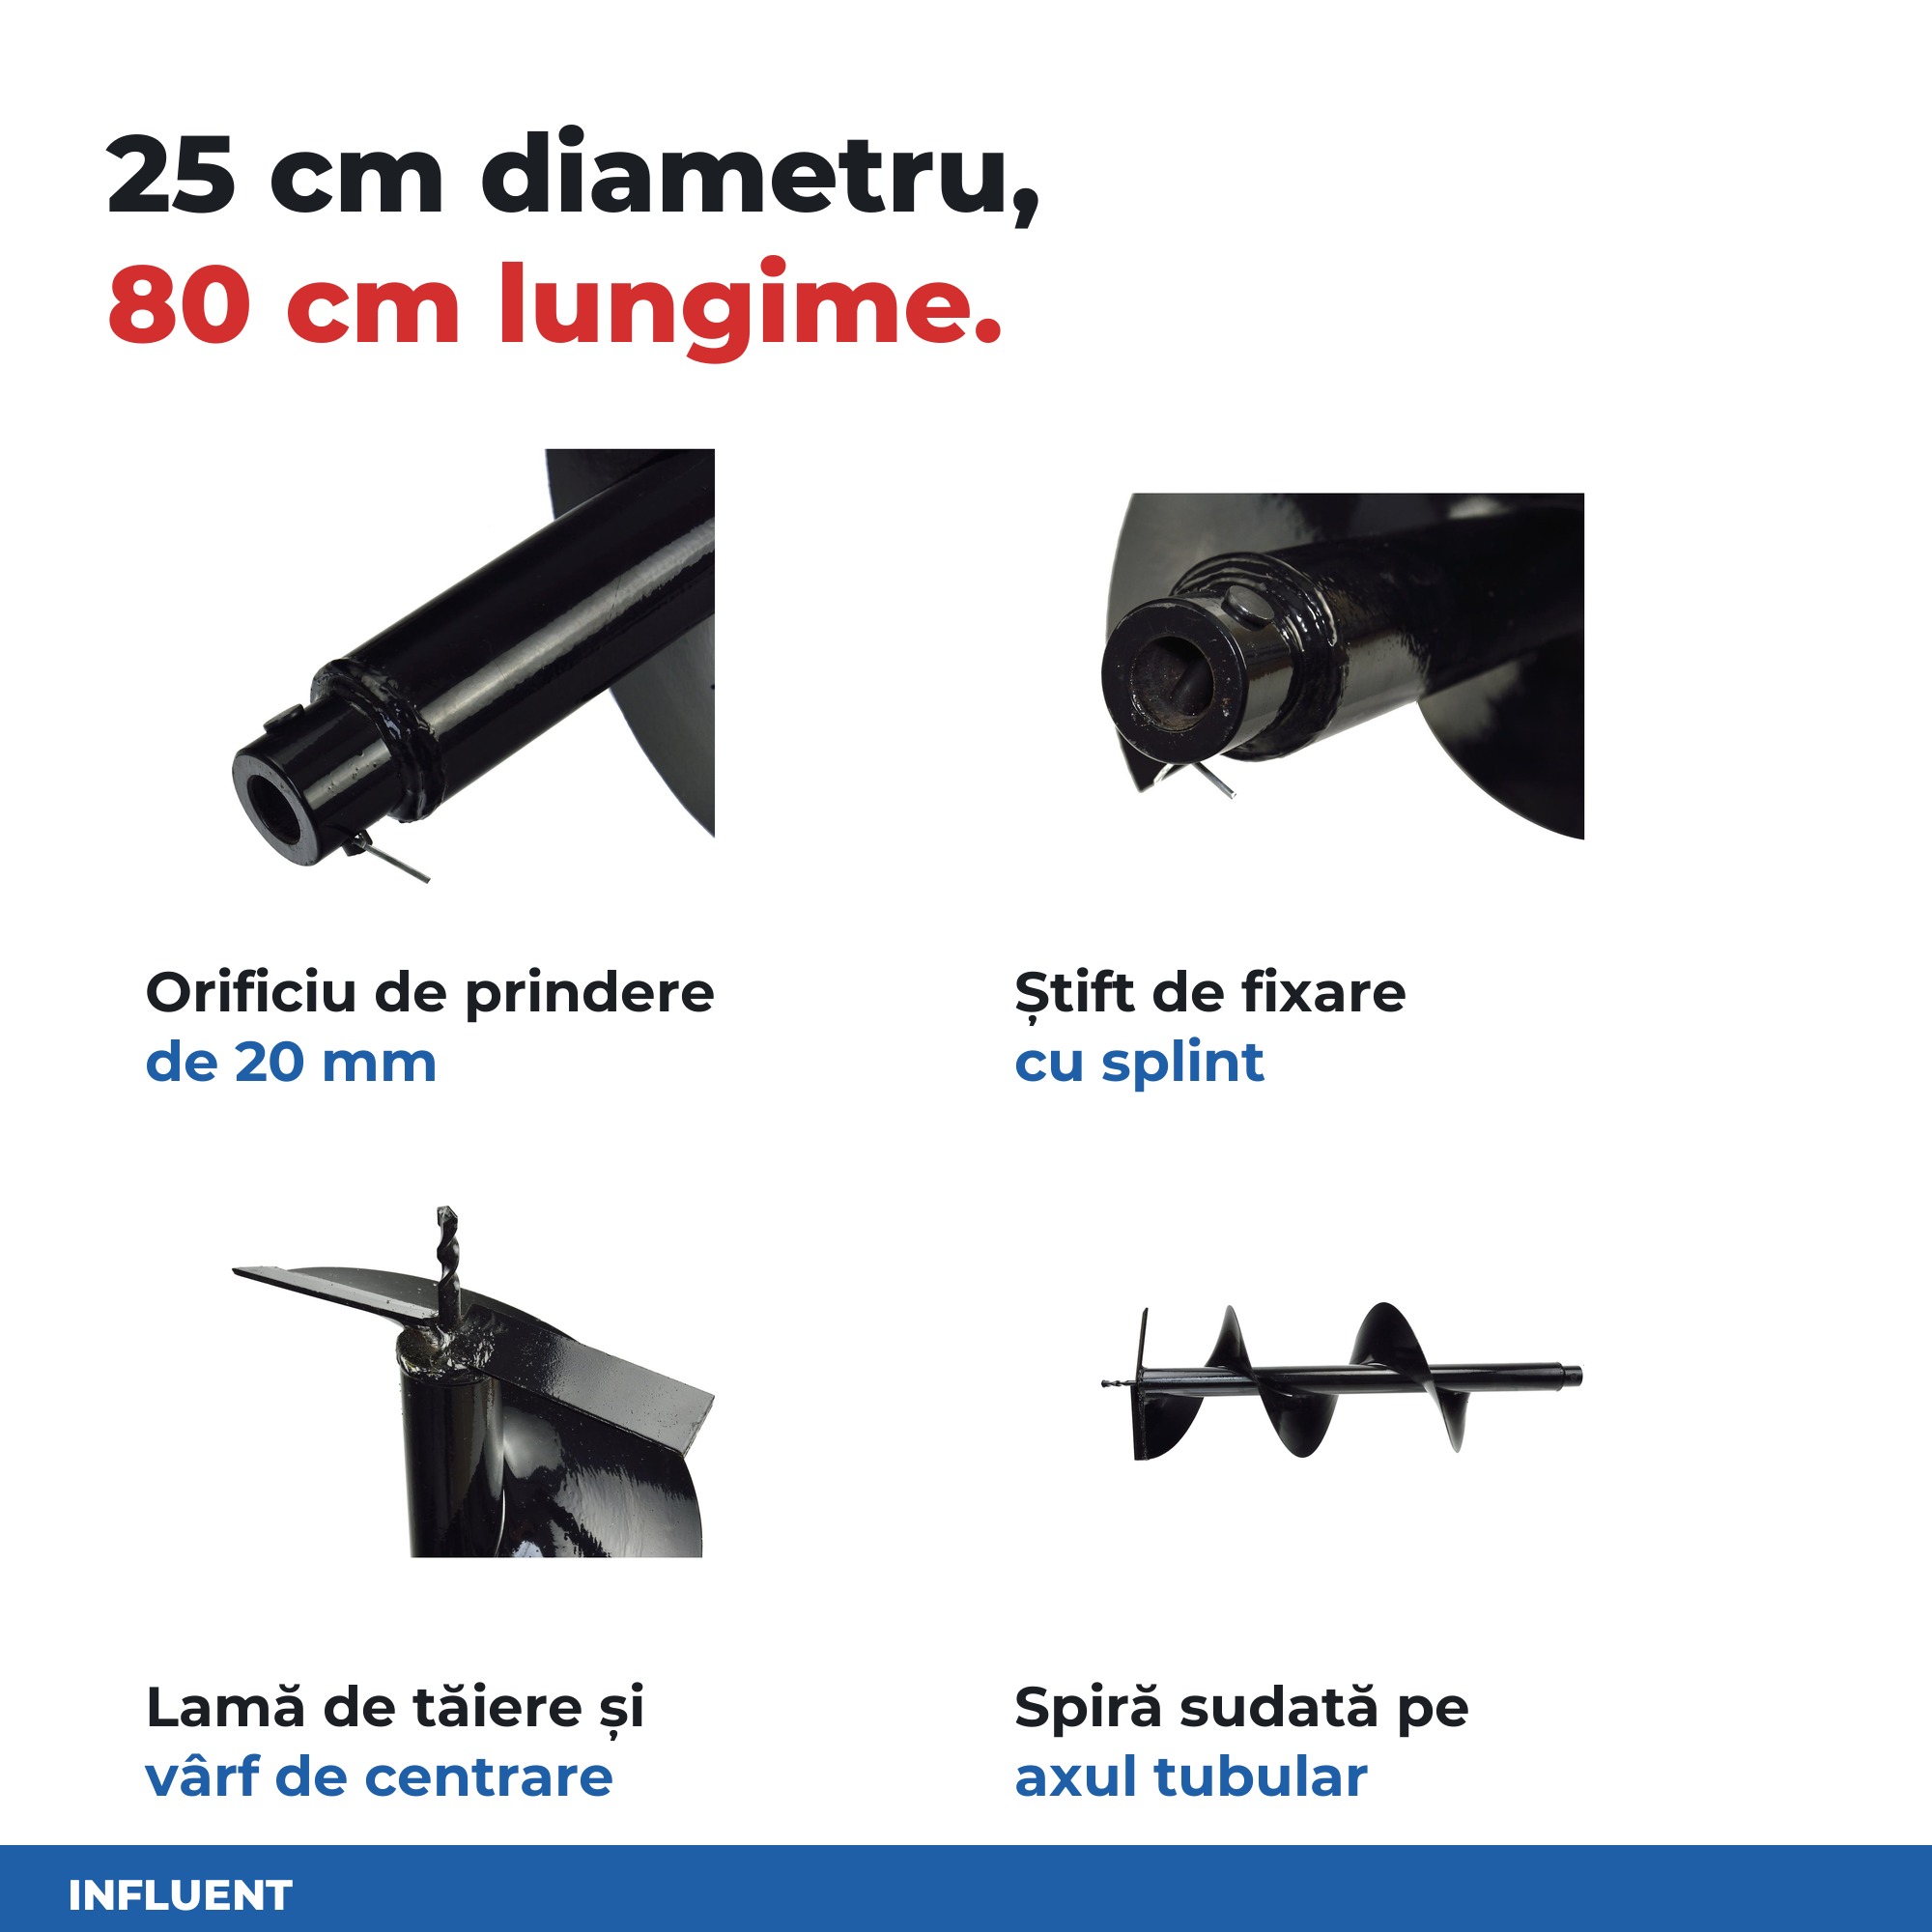 25 cm diametru,
80 cm lungime.
Orificiu de prindere
de 20 mm
Știft de fixare
cu splint
Lamă de tăiere și
vârf de centrare
Spiră sudată pe
axul tubular
INFLUENT